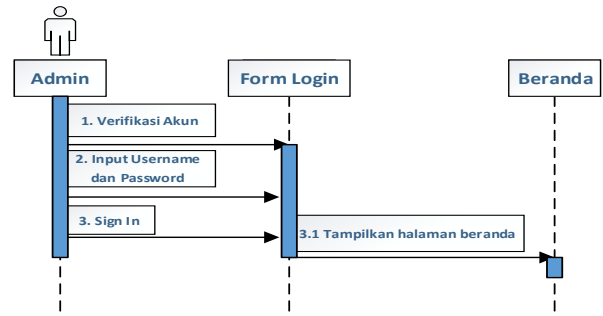 Admin
Form Login
Beranda
1. Verifikasi Akun
2. Input Username
dan Password
3. Sign In
3.1 Tampilkan halaman beranda